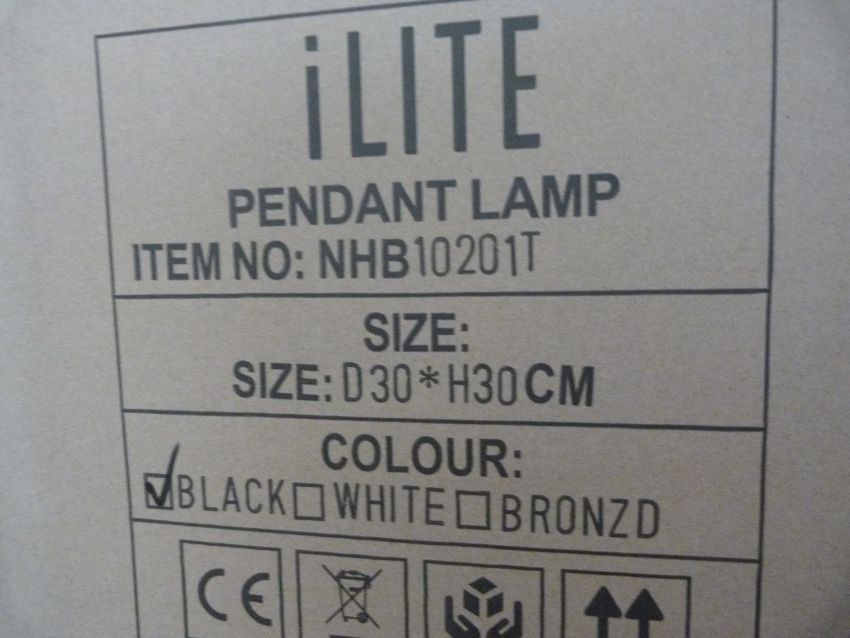 iLITE
PENDANT LAMP
ITEM NO: NHB10201T
SIZE:
SIZE: D30*H30CM
COLOUR:
BLACK WHITE BRONZD
CE